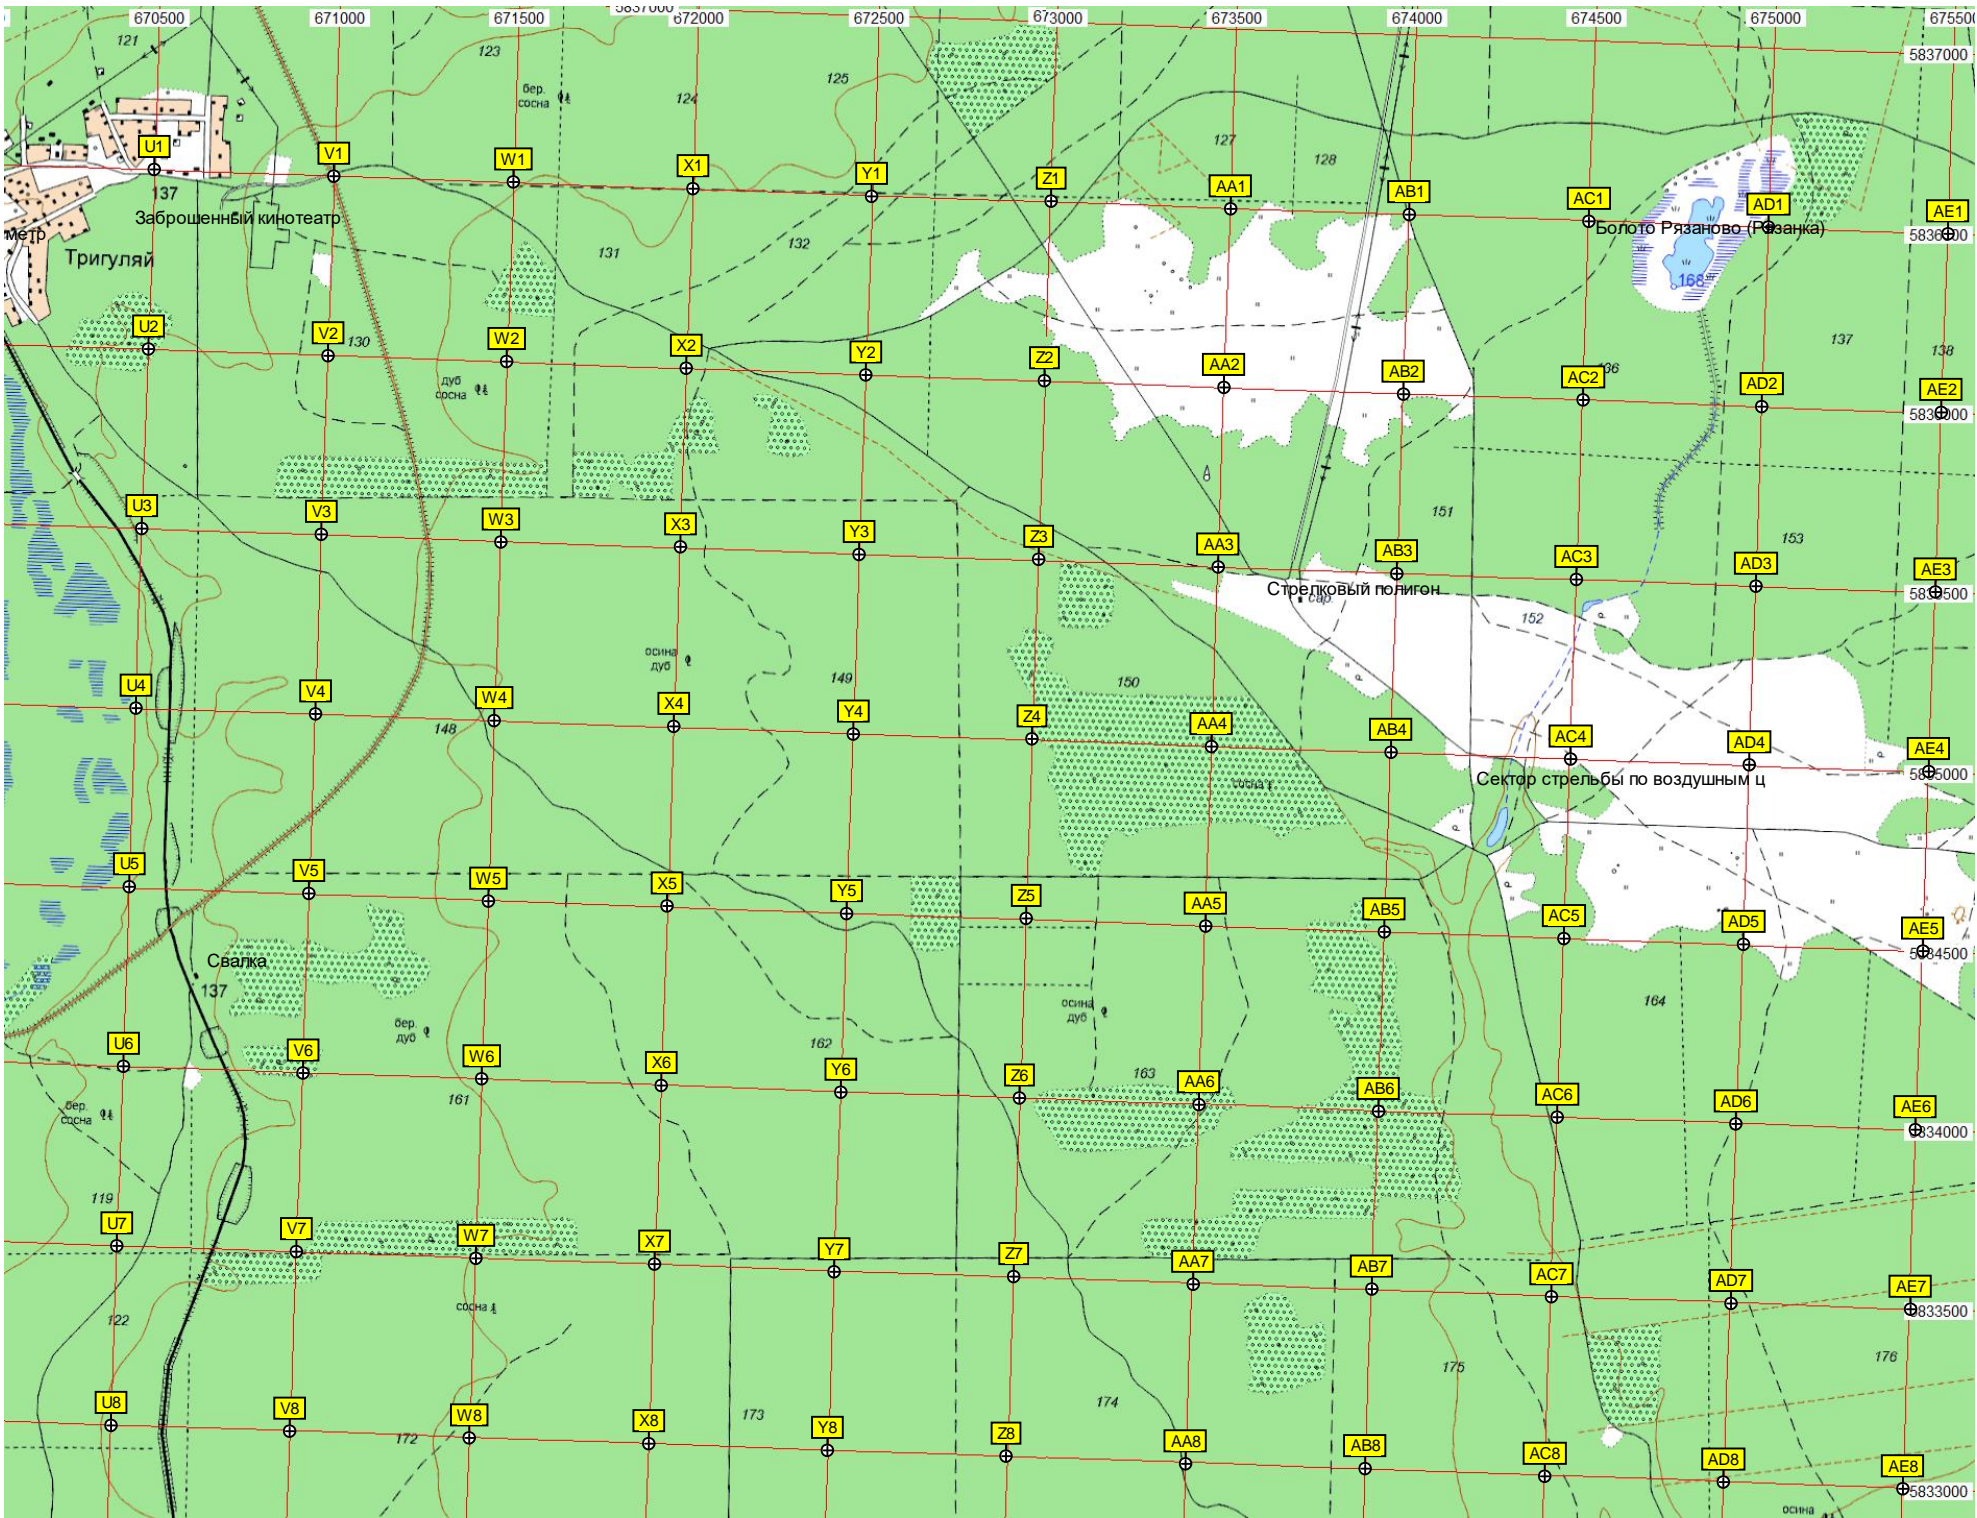 5837000
670500 671000 671500 672000 672500 673000 673500 674000 674500 675000 675500
5837000
121 123 125 124
бер.
сосна
127 128
U1 V1 W1 X1 Y1 Z1 AA1 AB1 AC1 AD1 AE1
137
Заброшенный кинотеатр
метр
Тригуляй
131 132
Болото Рязаново (Рязанка)
168
U2 V2 W2 X2 Y2 Z2 AA2 AB2 AC2 AD2 AE2
130
137 138
дуб
сосна
151
U3 V3 W3 X3 Y3 Z3 AA3 AB3 AC3 AD3 AE3
153
Стрелковый полигон
сар.
152
осина
дуб
149 150
U4 V4 W4 X4 Y4 Z4 AA4 AB4 AC4 AD4 AE4
148
Сектор стрельбы по воздушным ц
сосна
U5 V5 W5 X5 Y5 Z5 AA5 AB5 AC5 AD5 AE5
Свалка
137
164
осина
дуб
бер.
дуб
162
U6 V6 W6 X6 Y6 Z6 AA6 AB6 AC6 AD6 AE6
163
161
бер.
сосна
5834000
119
U7 V7 W7 X7 Y7 Z7 AA7 AB7 AC7 AD7 AE7
5833500
сосна
122
175 176
U8 V8 W8 X8 Y8 Z8 AA8 AB8 AC8 AD8 AE8
172 173 174
5833000
осина